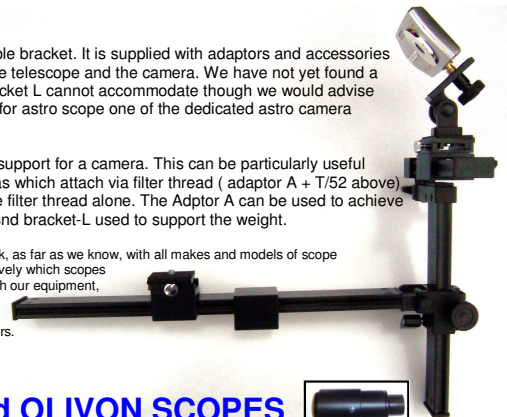 ble bracket. It is supplied with adaptors and accessories
e telescope and the camera. We have not yet found a
cket L cannot accommodate though we would advise
for astro scope one of the dedicated astro camera
support for a camera. This can be particularly useful
as which attach via filter thread ( adaptor A + T/52 above)
e filter thread alone. The Adptor A can be used to achieve
snd bracket-L used to support the weight.
k, as far as we know, with all makes and models of scope
vely which scopes
h our equipment,
rs.
d OLIVON SCOPES